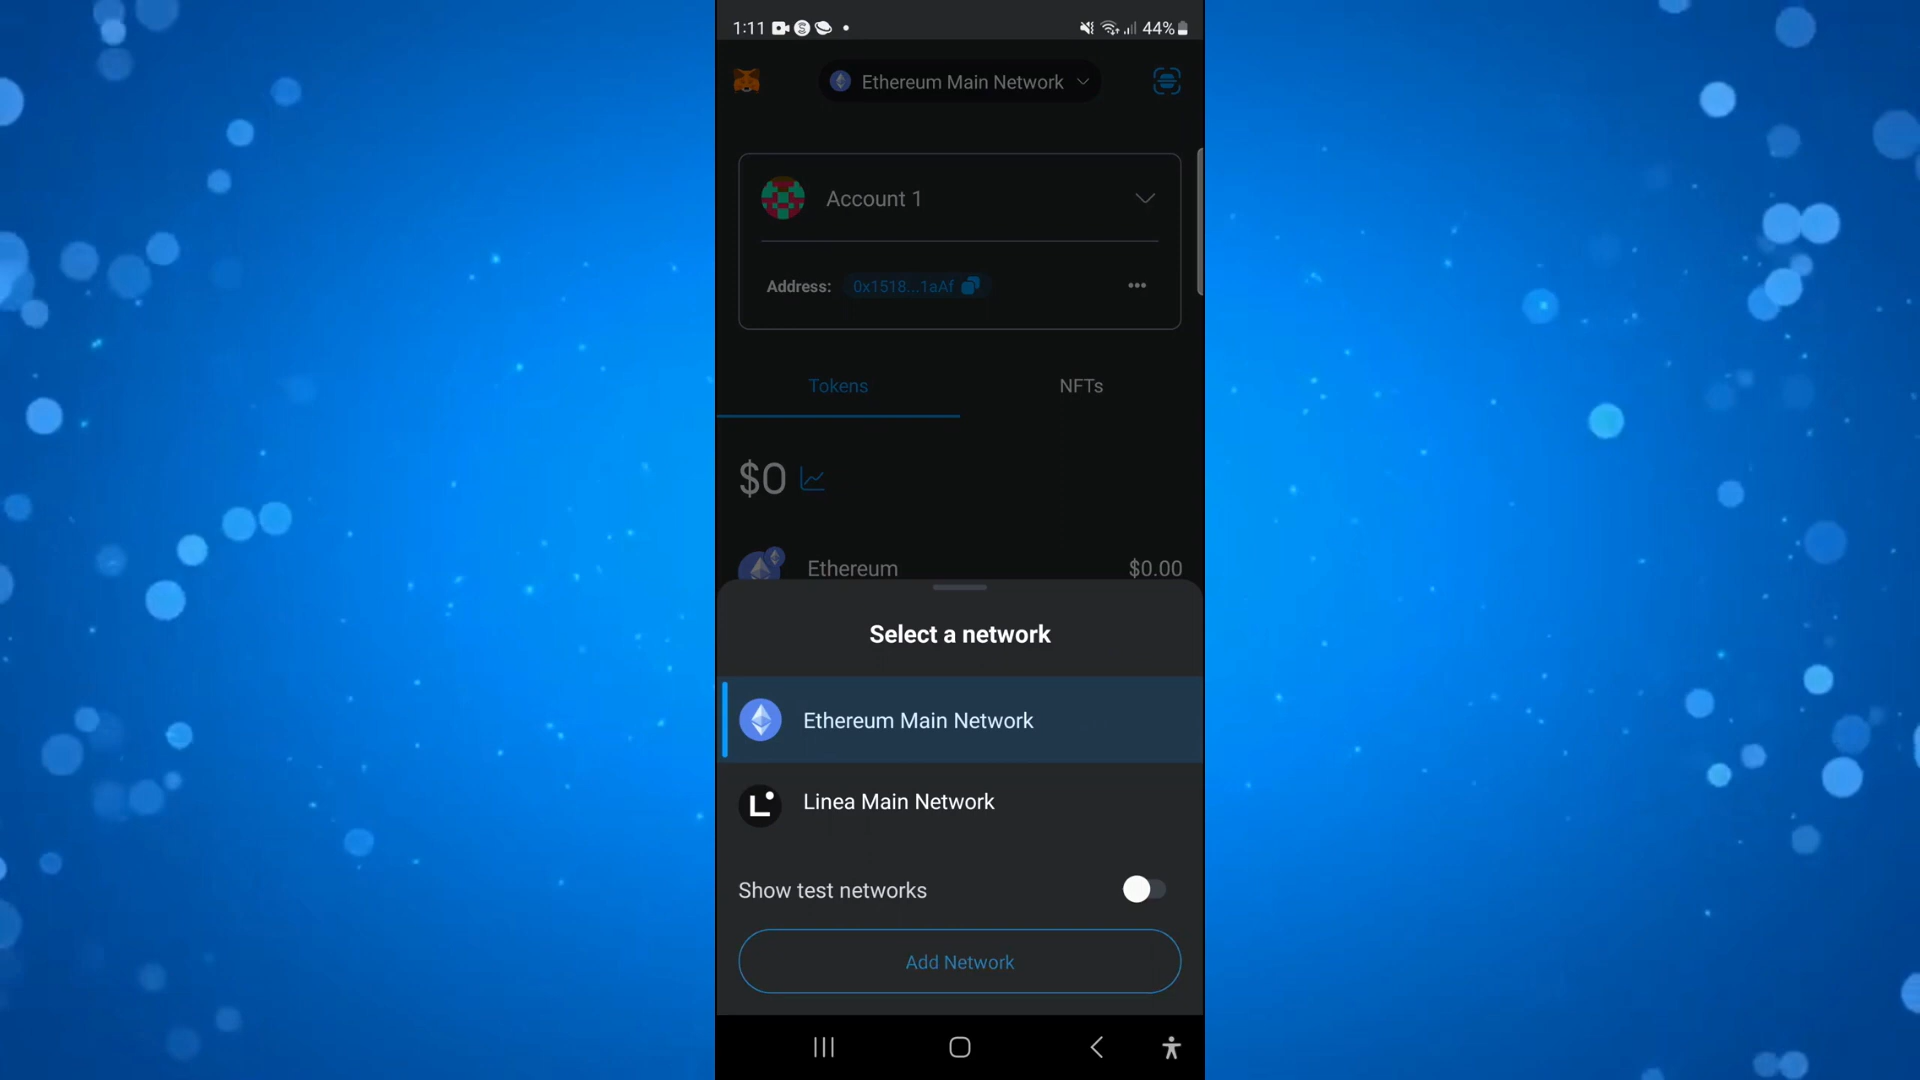 1:11
44%
Ethereum Main Network
Account 1
Address: 0x1518...1aAf
Tokens
NFTs
$0
Ethereum
$0.00
Select a network
Ethereum Main Network
Linea Main Network
Show test networks
Add Network